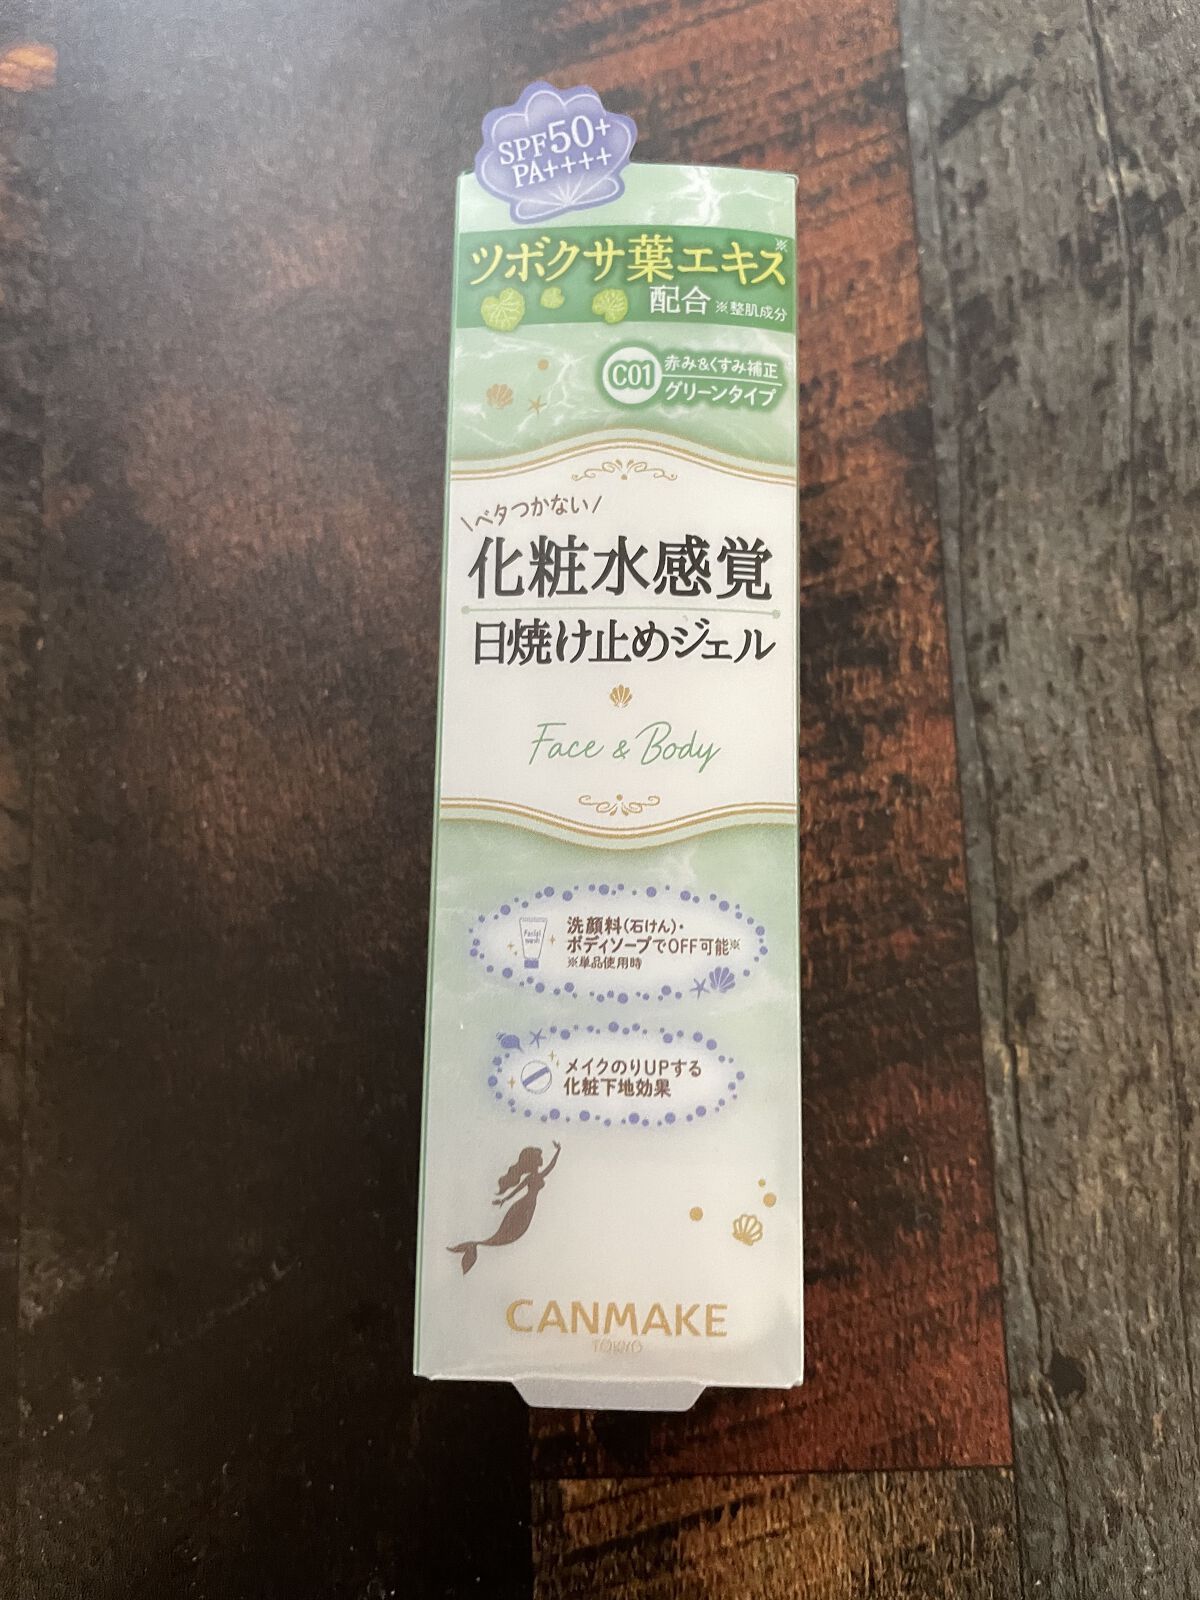 SPF50+
PA++++
ツボクサ葉エキス※
配合 ※整肌成分
C01
赤み&くすみ補正
グリーンタイプ
\ベタつかない/
化粧水感覚
日焼け止めジェル
Face & Body
Facial
wash
洗顔料(石けん)・
ボディソープでOFF可能※
※単品使用時
メイクのりUPする
化粧下地効果
CANMAKE
TOKYO